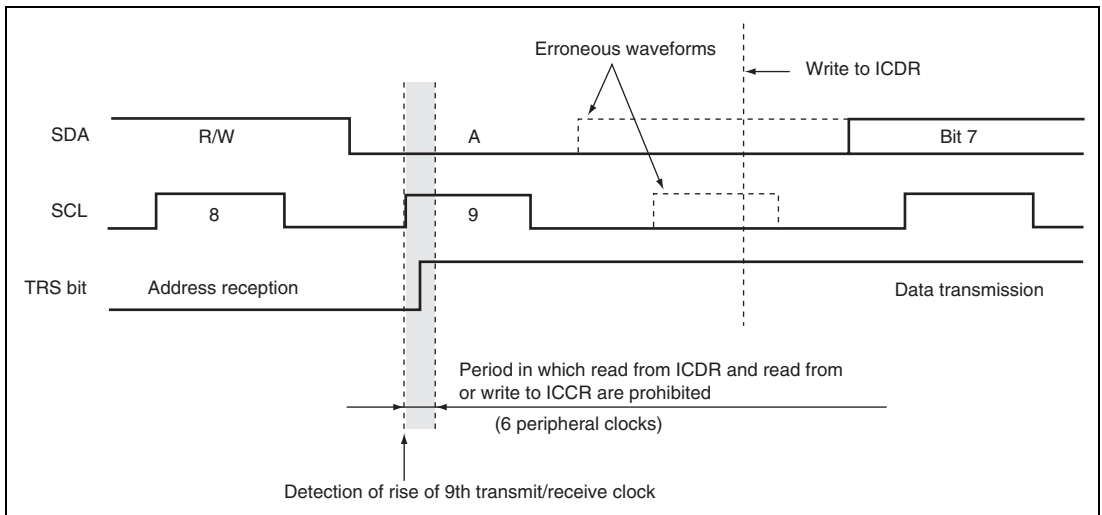 Erroneous waveforms
Write to ICDR
SDA
R/W
A
Bit 7
SCL
8
9
TRS bit
Address reception
Data transmission
Period in which read from ICDR and read from
or write to ICCR are prohibited
(6 peripheral clocks)
Detection of rise of 9th transmit/receive clock